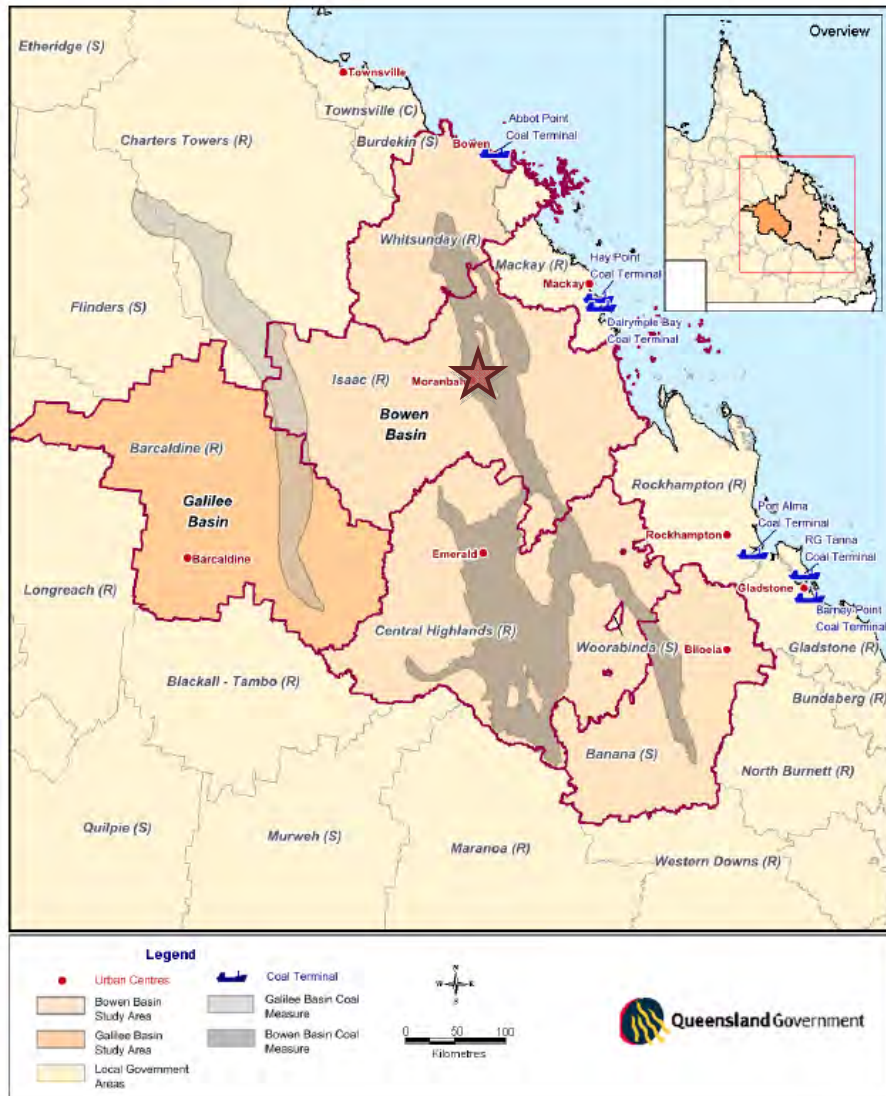 Overview
Etheridge (S)
Townsville
Townsville (C)
Abbot Point
Coal Terminal
Charters Towers (R)
Burdekin (S)
Bowen
Whitsunday (R)
Mackay (R)
Hay Point
Coal Terminal
Mackay
Flinders (S)
Dalrymple Bay
Coal Terminal
Isaac (R)
Moranbah
Bowen
Basin
Barcaldine (R)
Rockhampton (R)
Galilee
Basin
Port Alma
Coal Terminal
Rockhampton
RG Tanna
Coal Terminal
Emerald
Barcaldine
Longreach (R)
Gladstone
Barney Point
Coal Terminal
Central Highlands (R)
Woorabinda (S)
Biloela
Gladstone (R)
Blackall - Tambo (R)
Bundaberg (R)
Banana (S)
North Burnett (R)
Quilpie (S)
Murweh (S)
Maranoa (R)
Western Downs (R)
Legend
Urban Centres
Coal Terminal
Bowen Basin
Study Area
Galilee Basin Coal
Measure
Galilee Basin
Study Area
Bowen Basin Coal
Measure
Local Government
Areas
N
W
E
S
0 50 100
Kilometres
Queensland Government